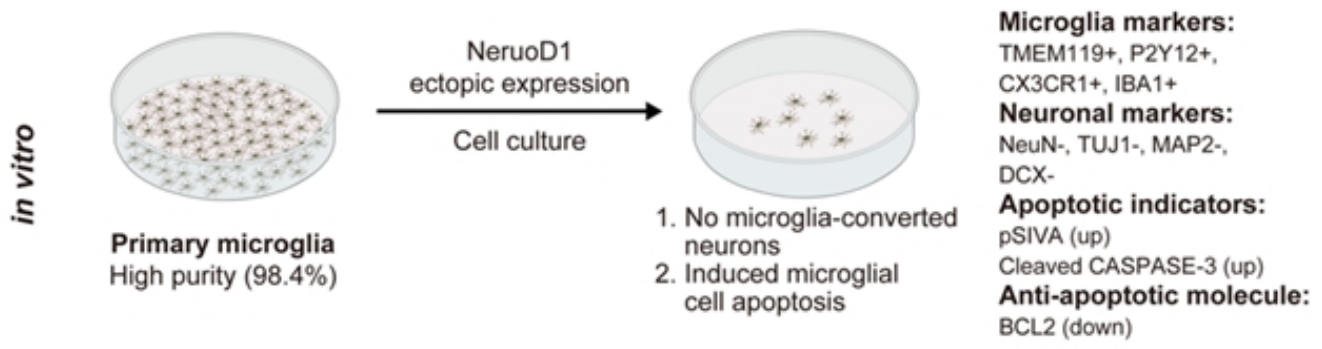 in vitro
Primary microglia
High purity (98.4%)
NeruoD1
ectopic expression
Cell culture
1. No microglia-converted
neurons
2. Induced microglial
cell apoptosis
Microglia markers:
TMEM119+, P2Y12+,
CX3CR1+, IBA1+
Neuronal markers:
NeuN-, TUJ1-, MAP2-,
DCX-
Apoptotic indicators:
pSIVA (up)
Cleaved CASPASE-3 (up)
Anti-apoptotic molecule:
BCL2 (down)